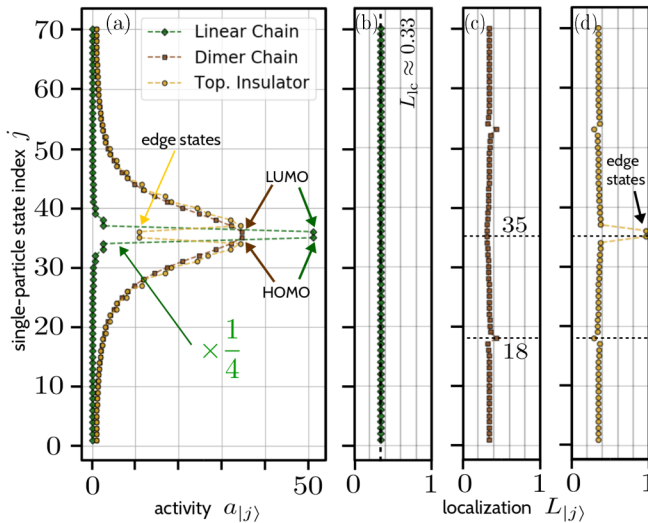 (a)
(b)
(c)
(d)
Linear Chain
Dimer Chain
Top. Insulator
edge states
LUMO
HOMO
× 1/4
L_lc ≈ 0.33
35
18
edge
states
single-particle state index j
70
60
50
40
30
20
10
0
0
50
0
1
0
1
0
1
activity a_|j⟩
localization L_|j⟩